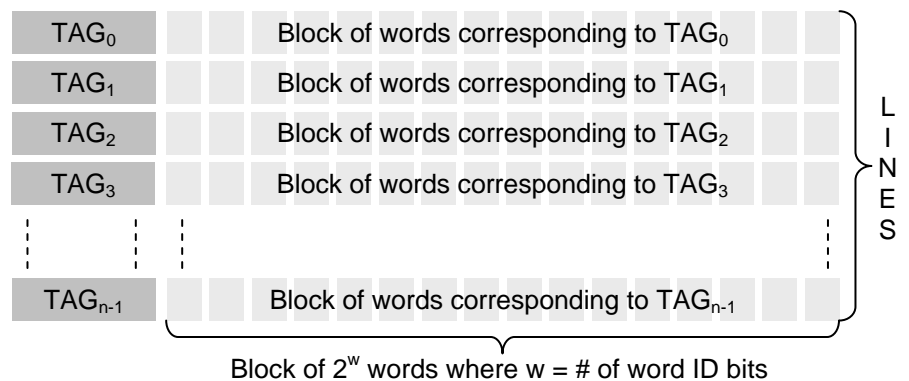 TAG₀ Block of words corresponding to TAG₀
TAG₁ Block of words corresponding to TAG₁
TAG₂ Block of words corresponding to TAG₂
TAG₃ Block of words corresponding to TAG₃
TAGₙ₋₁ Block of words corresponding to TAGₙ₋₁
LINES
Block of 2ʷ words where w = # of word ID bits